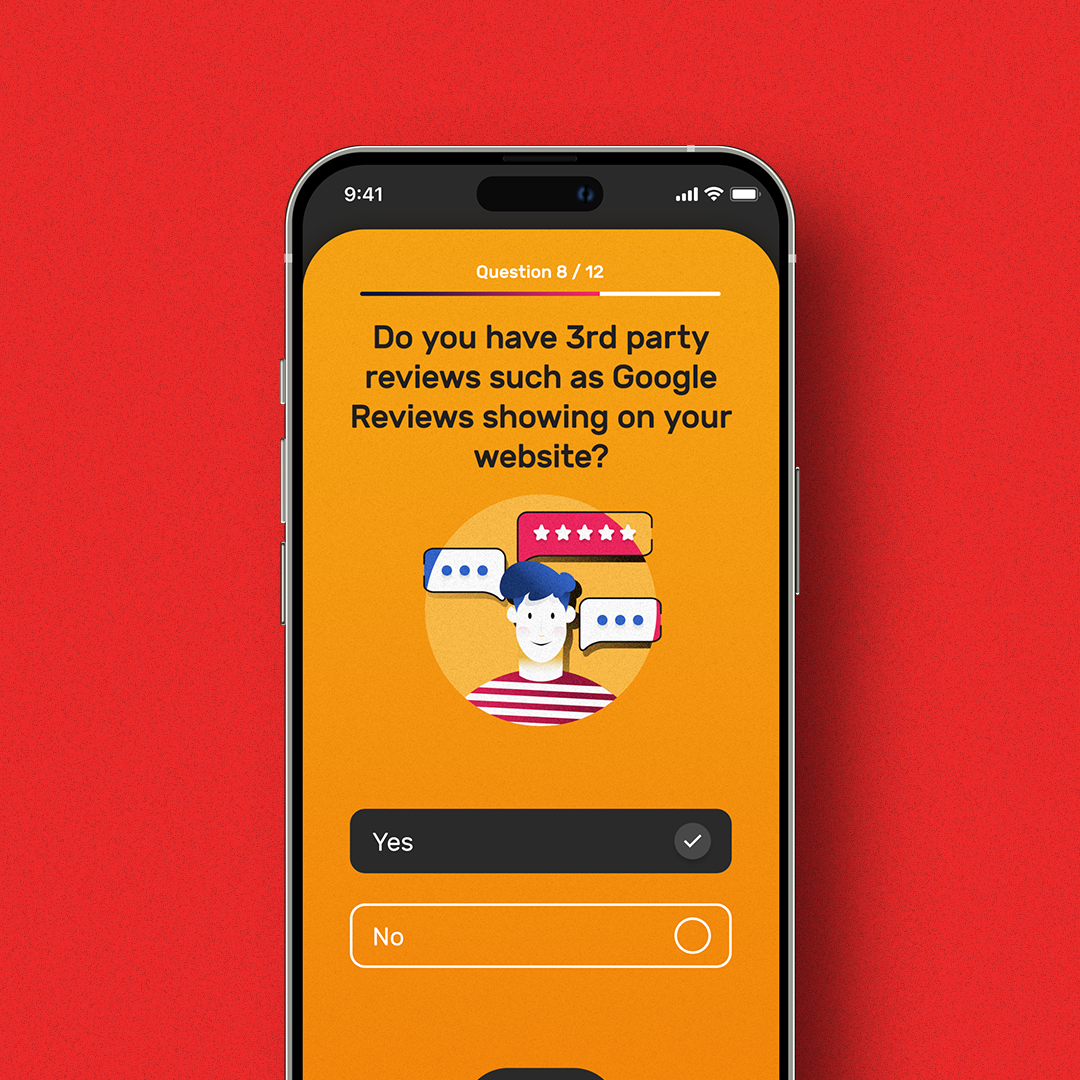 9:41
Question 8 / 12
Do you have 3rd party
reviews such as Google
Reviews showing on your
website?
Yes
No